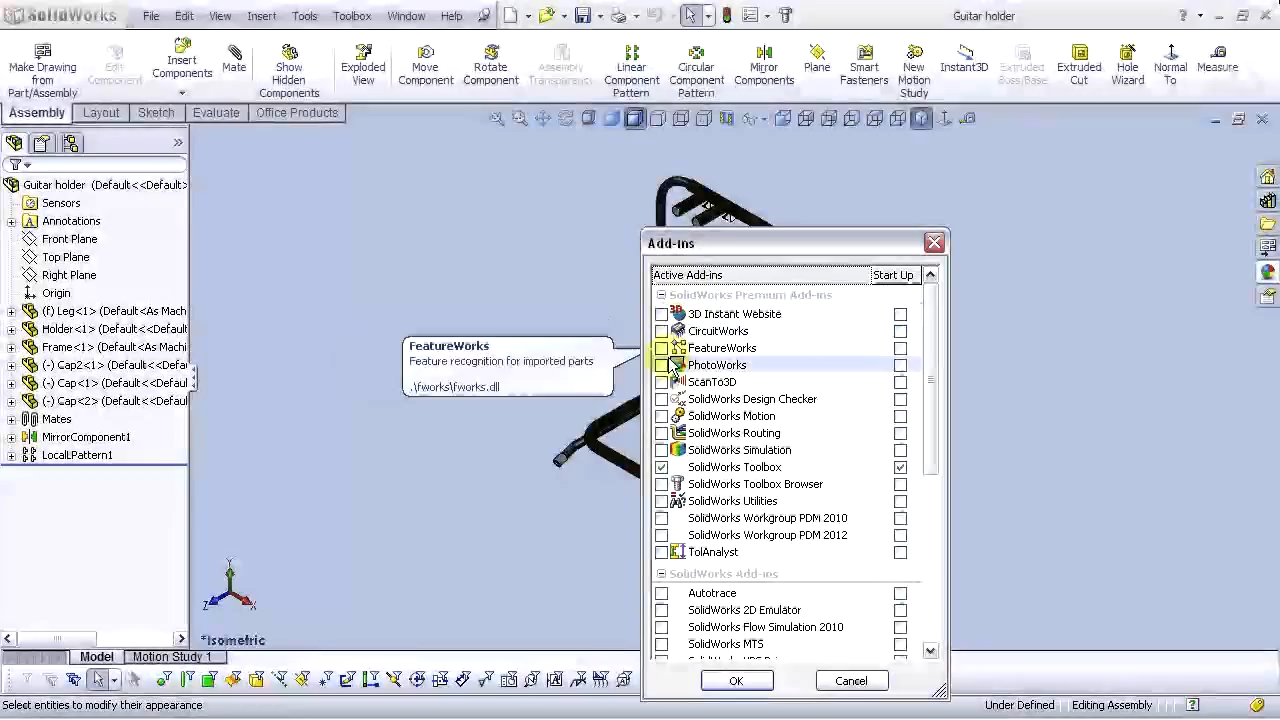 SolidWorks File Edit View Insert Tools Toolbox Window Help Guitar holder
Make Drawing from Part/Assembly
Edit Component
Insert Components
Mate
Show Hidden Components
Exploded View
Move Component
Rotate Component
Assembly Transparency
Linear Component Pattern
Circular Component Pattern
Mirror Components
Plane
Smart Fasteners
New Motion Study
Instant3D
Extruded Boss/Base
Extruded Cut
Hole Wizard
Normal To
Measure
Assembly Layout Sketch Evaluate Office Products
Guitar holder (Default<<Default>
Sensors
Annotations
Front Plane
Top Plane
Right Plane
Origin
(f) Leg<1> (Default<As Mach
Holder<1> (Default<As Machi
Frame<1> (Default<As Machi
(-) Cap2<1> (Default<<Defa
(-) Cap<1> (Default<<Defau
(-) Cap<2> (Default<<Defau
Mates
MirrorComponent1
LocalLPattern1
FeatureWorks
Feature recognition for imported parts
.\fworks\fworks.dll
Add-Ins
Active Add-ins Start Up
SolidWorks Premium Add-ins
3D Instant Website
CircuitWorks
FeatureWorks
PhotoWorks
ScanTo3D
SolidWorks Design Checker
SolidWorks Motion
SolidWorks Routing
SolidWorks Simulation
SolidWorks Toolbox
SolidWorks Toolbox Browser
SolidWorks Utilities
SolidWorks Workgroup PDM 2010
SolidWorks Workgroup PDM 2012
TolAnalyst
SolidWorks Add-ins
Autotrace
SolidWorks 2D Emulator
SolidWorks Flow Simulation 2010
SolidWorks MTS
OK Cancel
Y
Z X
*Isometric
Model Motion Study 1
Select entities to modify their appearance Under Defined Editing Assembly